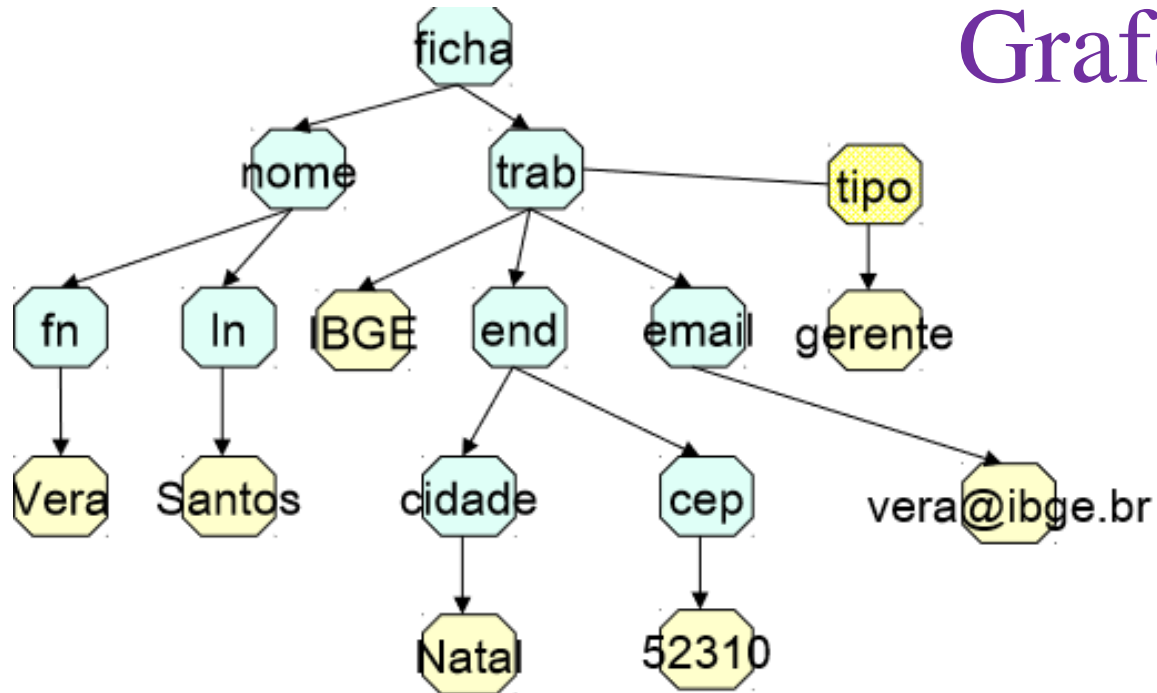 Graf
ficha
nome
trab
tipo
fn
ln
IBGE
end
email
gerente
Vera
Santos
cidade
cep
vera@ibge.br
Natal
52310